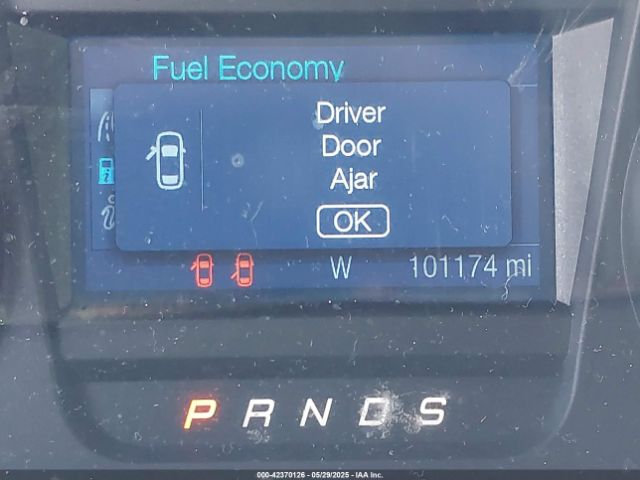 Fuel Economy
Driver
Door
Ajar
OK
W 101174 mi
P R N D S
000-42370126 - 05/29/2025 - IAA Inc.